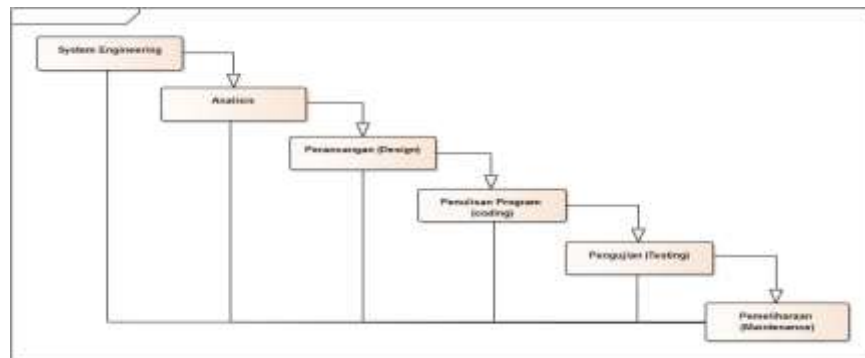 System Engineering
Analisis
Perancangan (Design)
Penulisan Program
(coding)
Pengujian (Testing)
Pemeliharaan
(Maintenance)